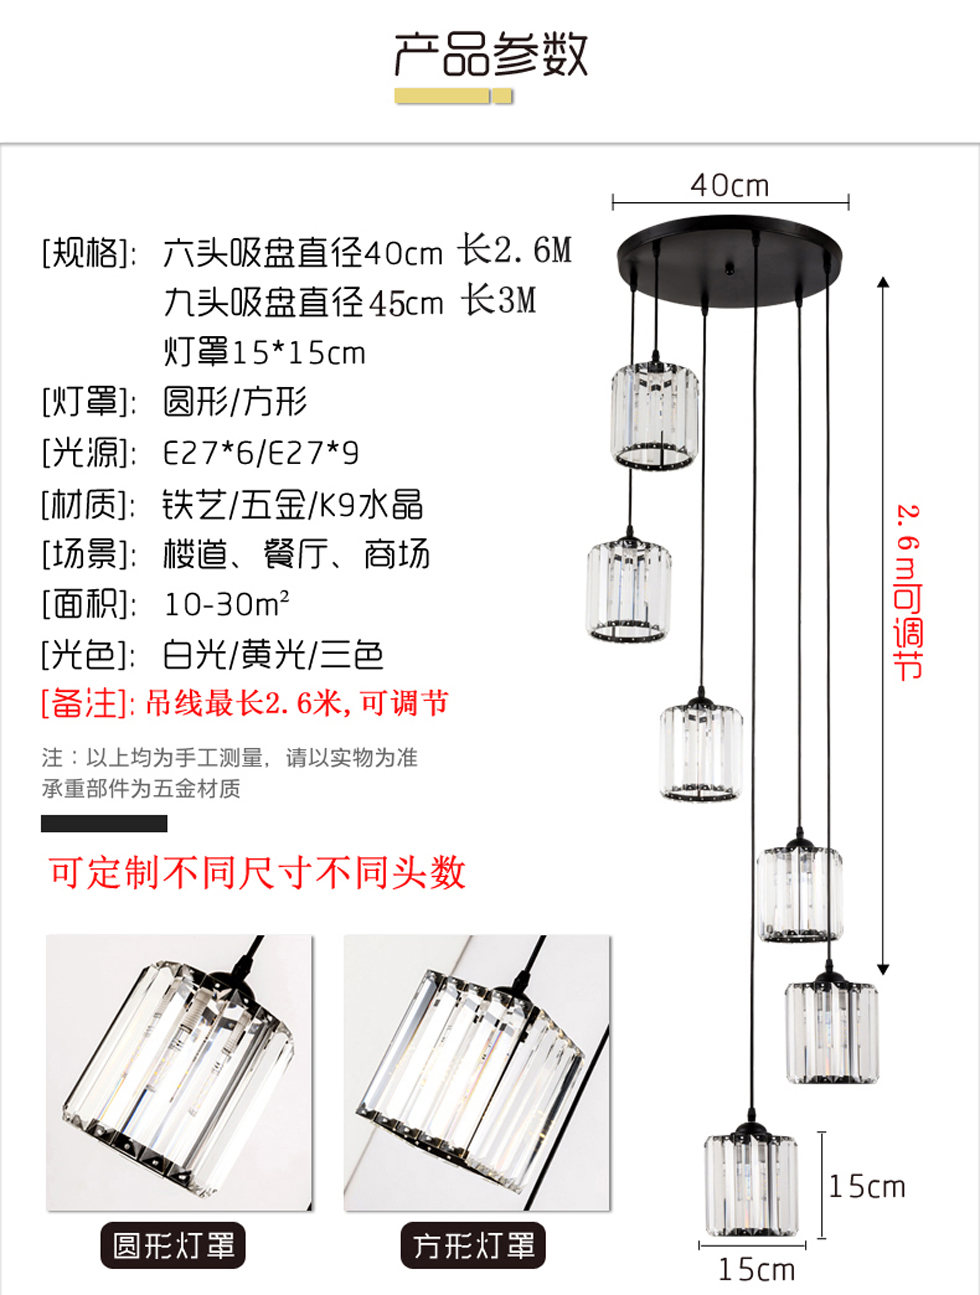 产品参数
40cm
[规格]: 六头吸盘直径40cm 长2.6M
九头吸盘直径45cm 长3M
灯罩15*15cm
[灯罩]: 圆形/方形
[光源]: E27*6/E27*9
[材质]: 铁艺/五金/K9水晶
[场景]: 楼道、餐厅、商场
[面积]: 10-30m²
[光色]: 白光/黄光/三色
[备注]: 吊线最长2.6米,可调节
注：以上均为手工测量，请以实物为准
承重部件为五金材质
可定制不同尺寸不同头数
2.6m可调节
圆形灯罩
方形灯罩
15cm
15cm